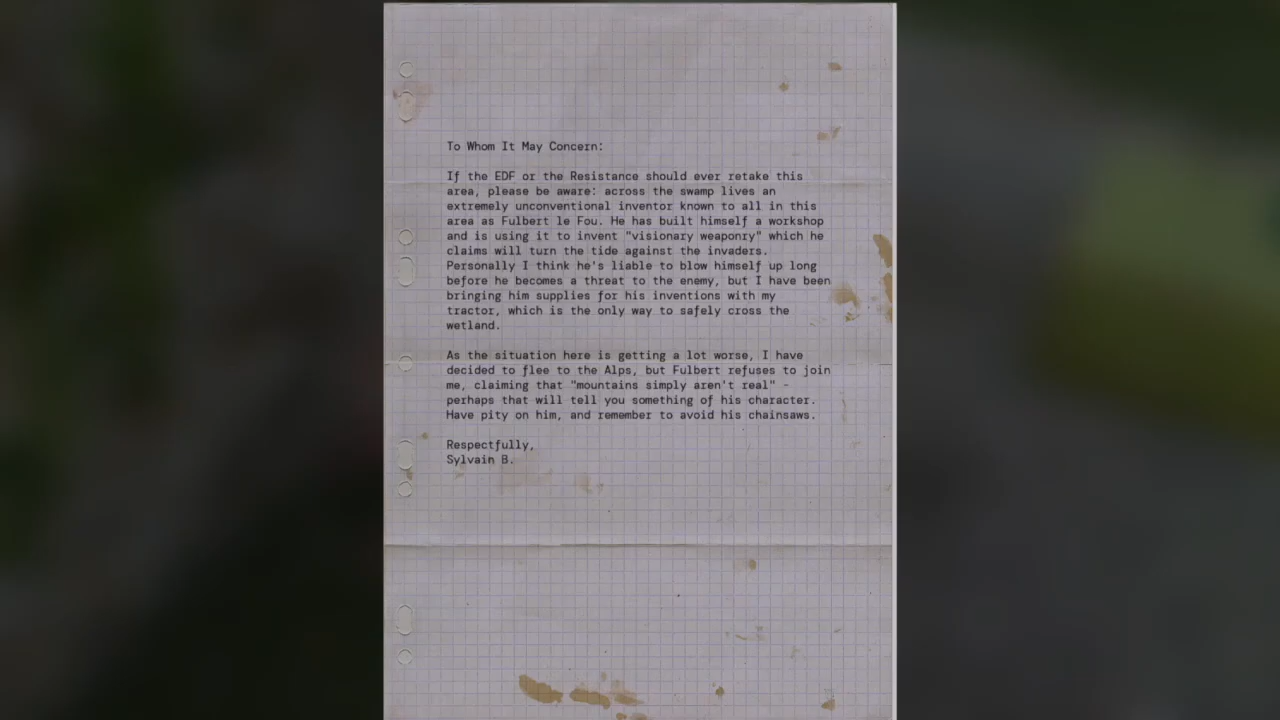 To Whom It May Concern:
If the EDF or the Resistance should ever retake this
area, please be aware: across the swamp lives an
extremely unconventional inventor known to all in this
area as Fulbert le Fou. He has built himself a workshop
and is using it to invent "visionary weaponry" which he
claims will turn the tide against the invaders.
Personally I think he's liable to blow himself up long
before he becomes a threat to the enemy, but I have been
bringing him supplies for his inventions with my
tractor, which is the only way to safely cross the
wetland.
As the situation here is getting a lot worse, I have
decided to flee to the Alps, but Fulbert refuses to join
me, claiming that "mountains simply aren't real" -
perhaps that will tell you something of his character.
Have pity on him, and remember to avoid his chainsaws.
Respectfully,
Sylvain B.